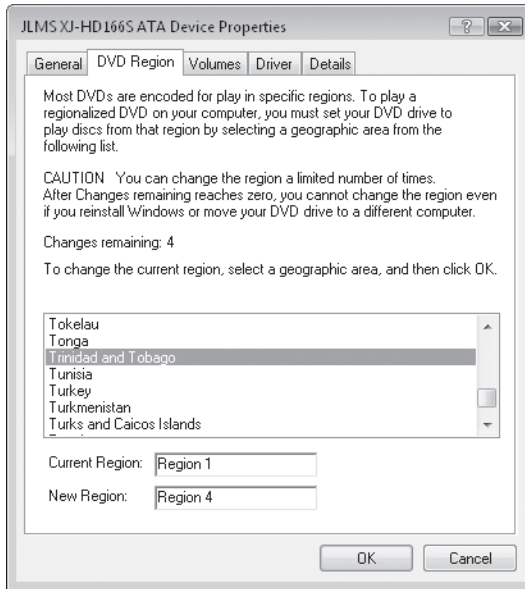 JLMS XJ-HD166S ATA Device Properties
General DVD Region Volumes Driver Details
Most DVDs are encoded for play in specific regions. To play a
regionalized DVD on your computer, you must set your DVD drive to
play discs from that region by selecting a geographic area from the
following list.
CAUTION You can change the region a limited number of times.
After Changes remaining reaches zero, you cannot change the region even
if you reinstall Windows or move your DVD drive to a different computer.
Changes remaining: 4
To change the current region, select a geographic area, and then click OK.
Tokelau
Tonga
Trinidad and Tobago
Tunisia
Turkey
Turkmenistan
Turks and Caicos Islands
Current Region: Region 1
New Region: Region 4
OK Cancel